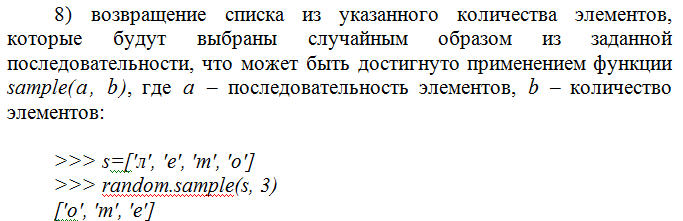 8) возвращение списка из указанного количества элементов,
которые будут выбраны случайным образом из заданной
последовательности, что может быть достигнуто применением функции
sample(a, b), где a – последовательность элементов, b – количество
элементов:
>>> s=['л', 'е', 'т', 'о']
>>> random.sample(s, 3)
['о', 'т', 'е']